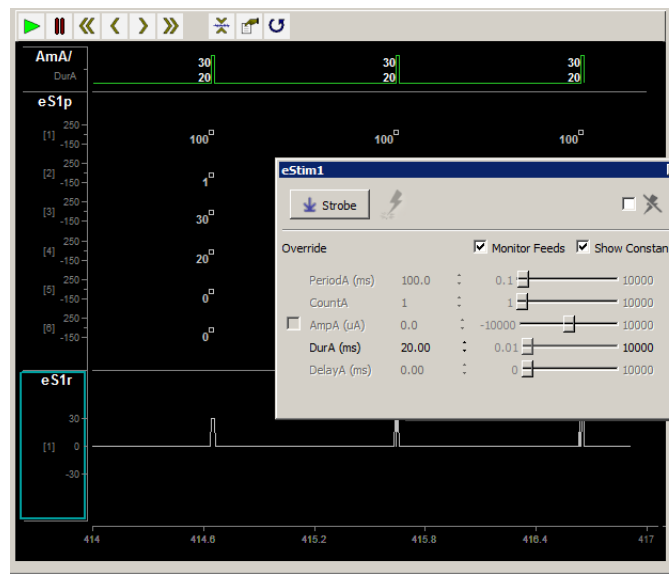 AmA/
DurA
30 30 30
20 20 20
eS1p
[1] 250 -150 100 100 100
[2] 250 -150 1
[3] 250 -150 30
[4] 250 -150 20
[5] 250 -150 0
[6] 250 -150 0
eStim1
Strobe
Override Monitor Feeds Show Constan
PeriodA (ms) 100.0 0.1 10000
CountA 1 1 10000
AmpA (uA) 0.0 -10000 10000
DurA (ms) 20.00 0.01 10000
DelayA (ms) 0.00 0 10000
eS1r
30
[1] 0
-30
414 414.6 415.2 415.8 416.4 417